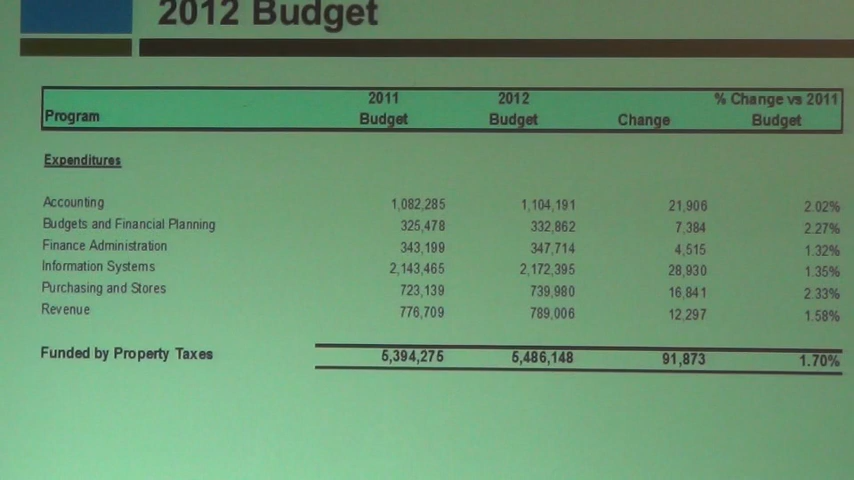 2012 Budget
Program 2011 Budget 2012 Budget Change % Change vs 2011 Budget
Expenditures
Accounting 1,082,285 1,104,191 21,906 2.02%
Budgets and Financial Planning 325,478 332,862 7,384 2.27%
Finance Administration 343,199 347,714 4,515 1.32%
Information Systems 2,143,465 2,172,395 28,930 1.35%
Purchasing and Stores 723,139 739,980 16,841 2.33%
Revenue 776,709 789,006 12,297 1.58%
Funded by Property Taxes 5,394,275 5,486,148 91,873 1.70%